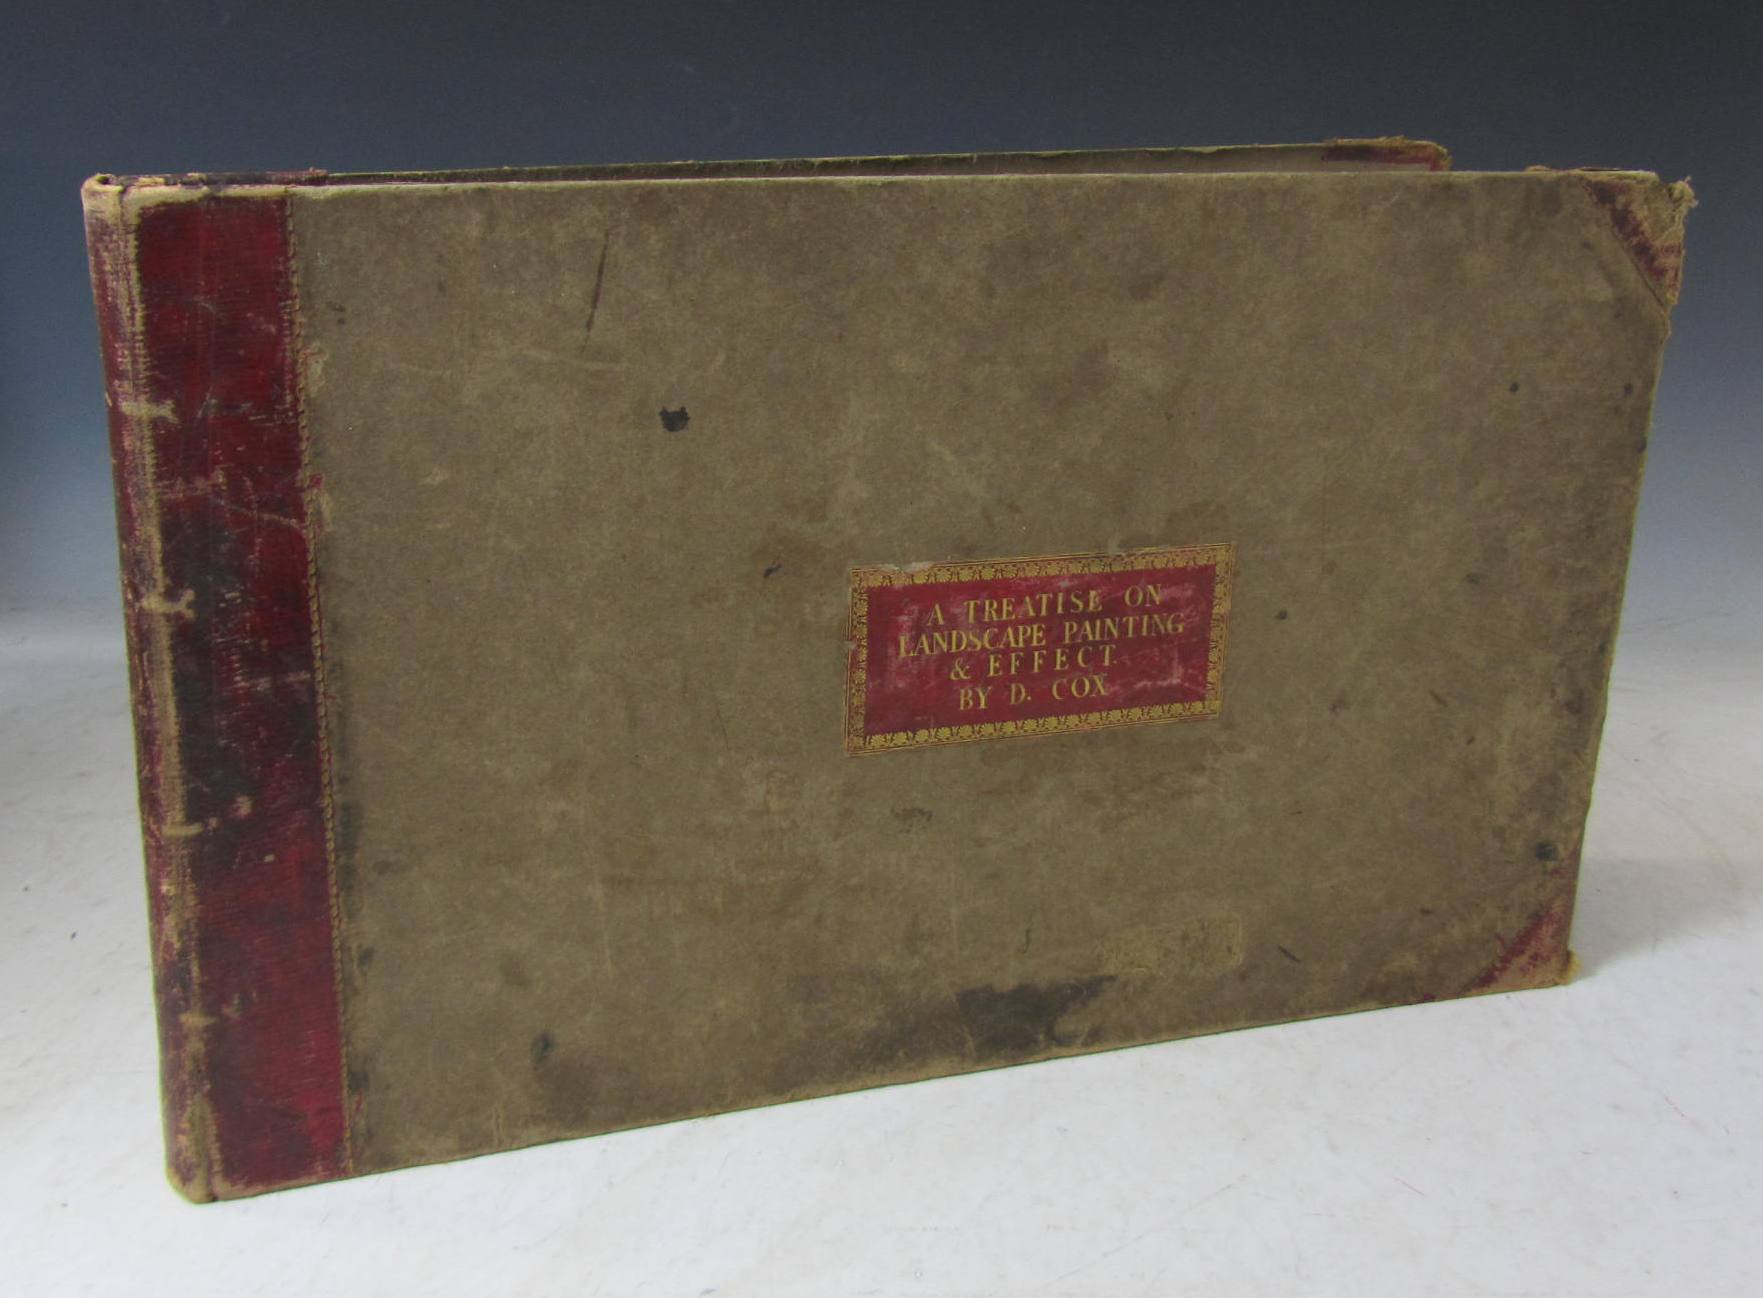 A TREATISE ON
LANDSCAPE PAINTING
& EFFECT
BY D. COX